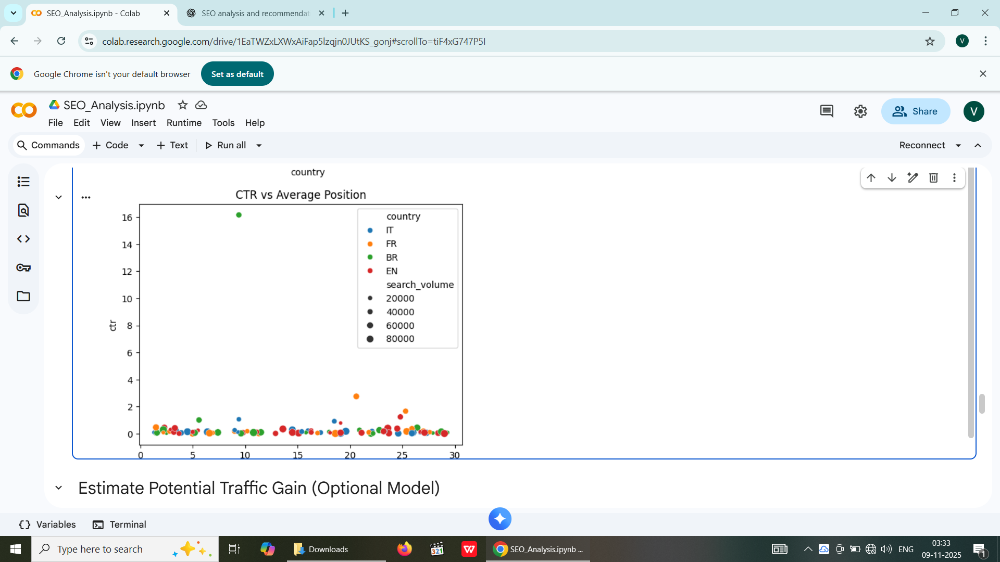 SEO_Analysis.ipynb - Colab
SEO analysis and recommendat
colab.research.google.com/drive/1EaTWZxLXWxAiFap5lzqjn0JUtKS_gonj#scrollTo=tiF4xG747P5I
V
Google Chrome isn't your default browser
Set as default
CO
SEO_Analysis.ipynb
Share
V
File Edit View Insert Runtime Tools Help
Commands
+ Code
+ Text
Run all
Reconnect
country
CTR vs Average Position
16
14
12
10
8
6
4
2
0
ctr
country
IT
FR
BR
EN
search_volume
20000
40000
60000
80000
0 5 10 15 20 25 30
Estimate Potential Traffic Gain (Optional Model)
Variables
Terminal
Type here to search
Downloads
321
W
SEO_Analysis.ipynb ...
ENG
03:33
09-11-2025
1